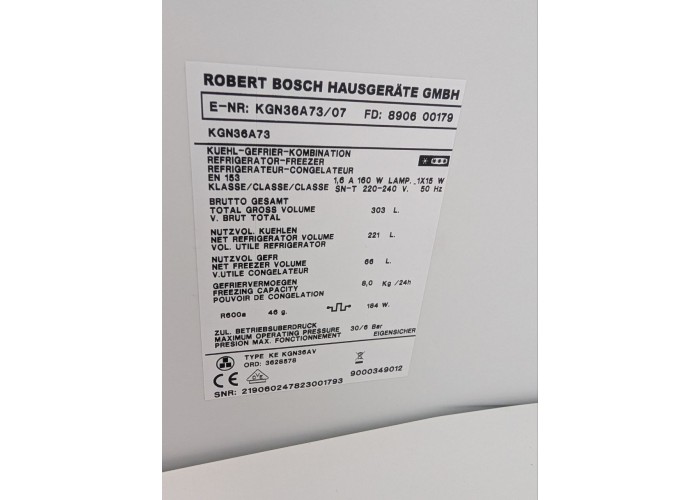 ROBERT BOSCH HAUSGERÄTE GMBH
E-NR: KGN36A73/07 FD: 8906 00179
KGN36A73
KUEHL-GEFRIER-KOMBINATION
REFRIGERATOR-FREEZER
REFRIGERATEUR-CONGELATEUR
EN 153 1,6 A 160 W LAMP. 1X15 W
KLASSE/CLASSE/CLASSE SN-T 220-240 V. 50 Hz
BRUTTO GESAMT
TOTAL GROSS VOLUME 303 L.
V. BRUT TOTAL
NUTZVOL. KUEHLEN
NET REFRIGERATOR VOLUME 221 L.
VOL. UTILE REFRIGERATEUR
NUTZVOL GEFR
NET FREEZER VOLUME 66 L.
V.UTILE CONGELATEUR
GEFRIERVERMOEGEN
FREEZING CAPACITY 8,0 Kg /24h
POUVOIR DE CONGELATION
R600a 46 g. 184 W.
ZUL. BETRIEBSUBERDRUCK 30/6 Bar
MAXIMUM OPERATING PRESSURE
PRESION MAX. FONCTIONNEMENT EIGENSICHER
TYPE KE KGN36AV
ORD: 3628578
CE 9000349012
SNR: 219060247823001793